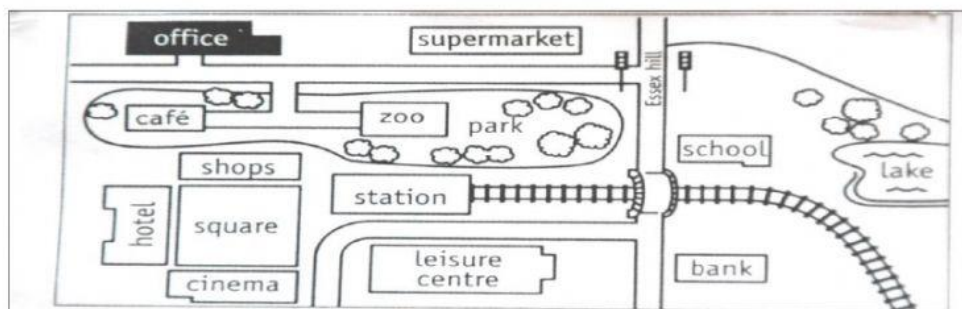 office
supermarket
Essex hill
café
zoo
park
school
shops
lake
station
hotel
square
leisure
centre
bank
cinema